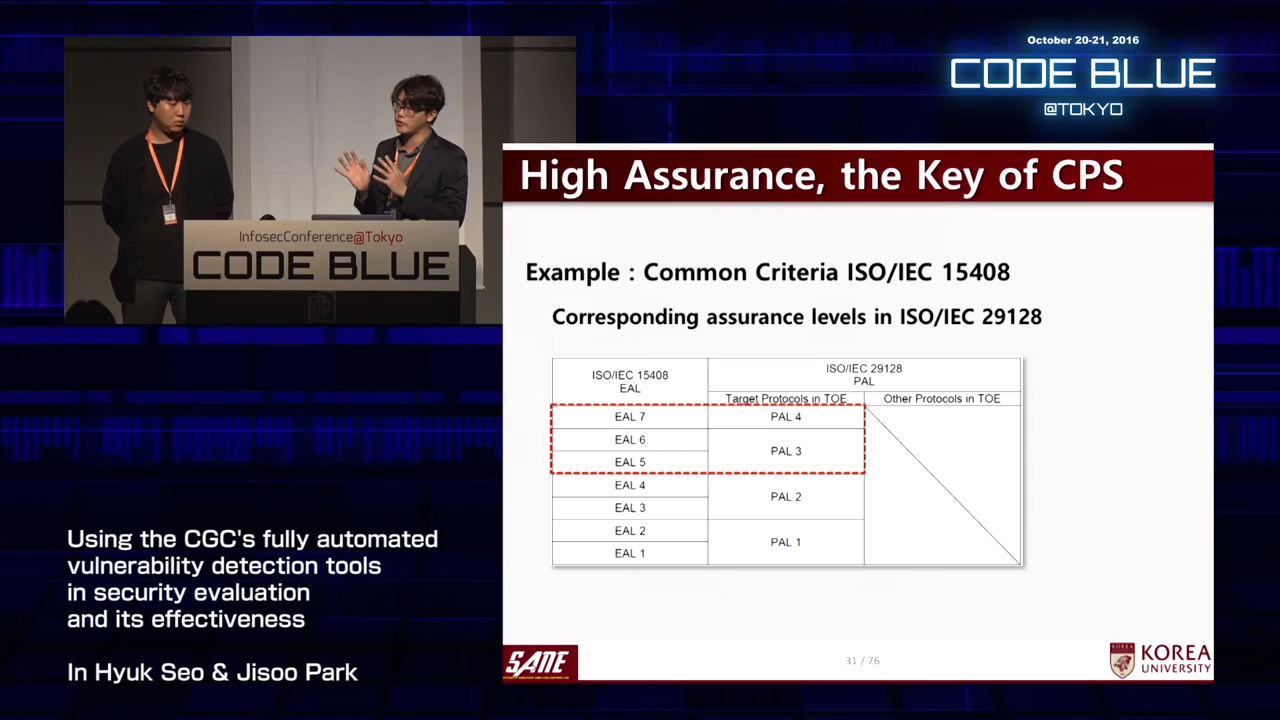 October 20-21, 2016
CODE BLUE
@TOKYO
InfosecConference@Tokyo
CODE BLUE
High Assurance, the Key of CPS
Example : Common Criteria ISO/IEC 15408
Corresponding assurance levels in ISO/IEC 29128
ISO/IEC 15408
EAL
ISO/IEC 29128
PAL
Target Protocols in TOE
Other Protocols in TOE
EAL 7
PAL 4
EAL 6
PAL 3
EAL 5
EAL 4
PAL 2
EAL 3
EAL 2
PAL 1
EAL 1
Using the CGC's fully automated
vulnerability detection tools
in security evaluation
and its effectiveness
In Hyuk Seo & Jisoo Park
SANE
31 / 76
KOREA
UNIVERSITY